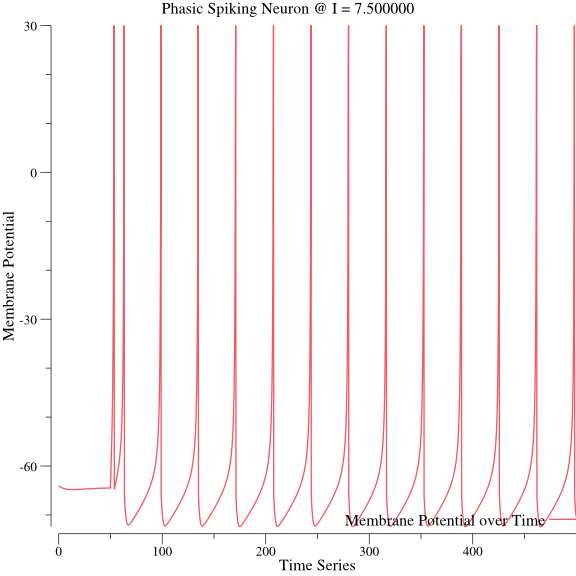 Phasic Spiking Neuron @ I = 7.500000
30
0
-30
-60
Membrane Potential
Membrane Potential over Time
0 100 200 300 400
Time Series